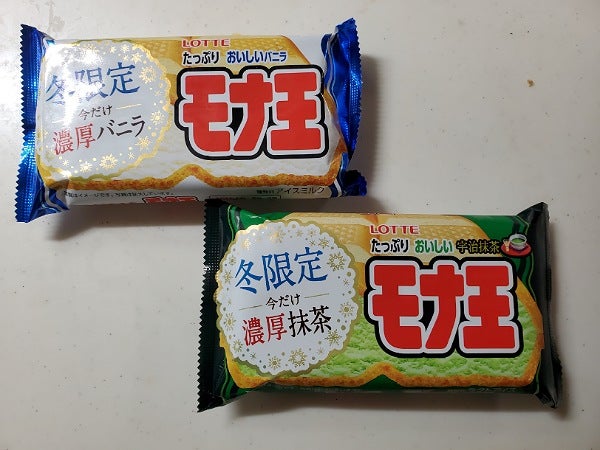 LOTTE
たっぷり おいしいバニラ
モナ王
冬限定
今だけ
濃厚バニラ
種類別 アイスミルク
LOTTE
たっぷり おいしい 宇治抹茶
モナ王
冬限定
今だけ
濃厚抹茶